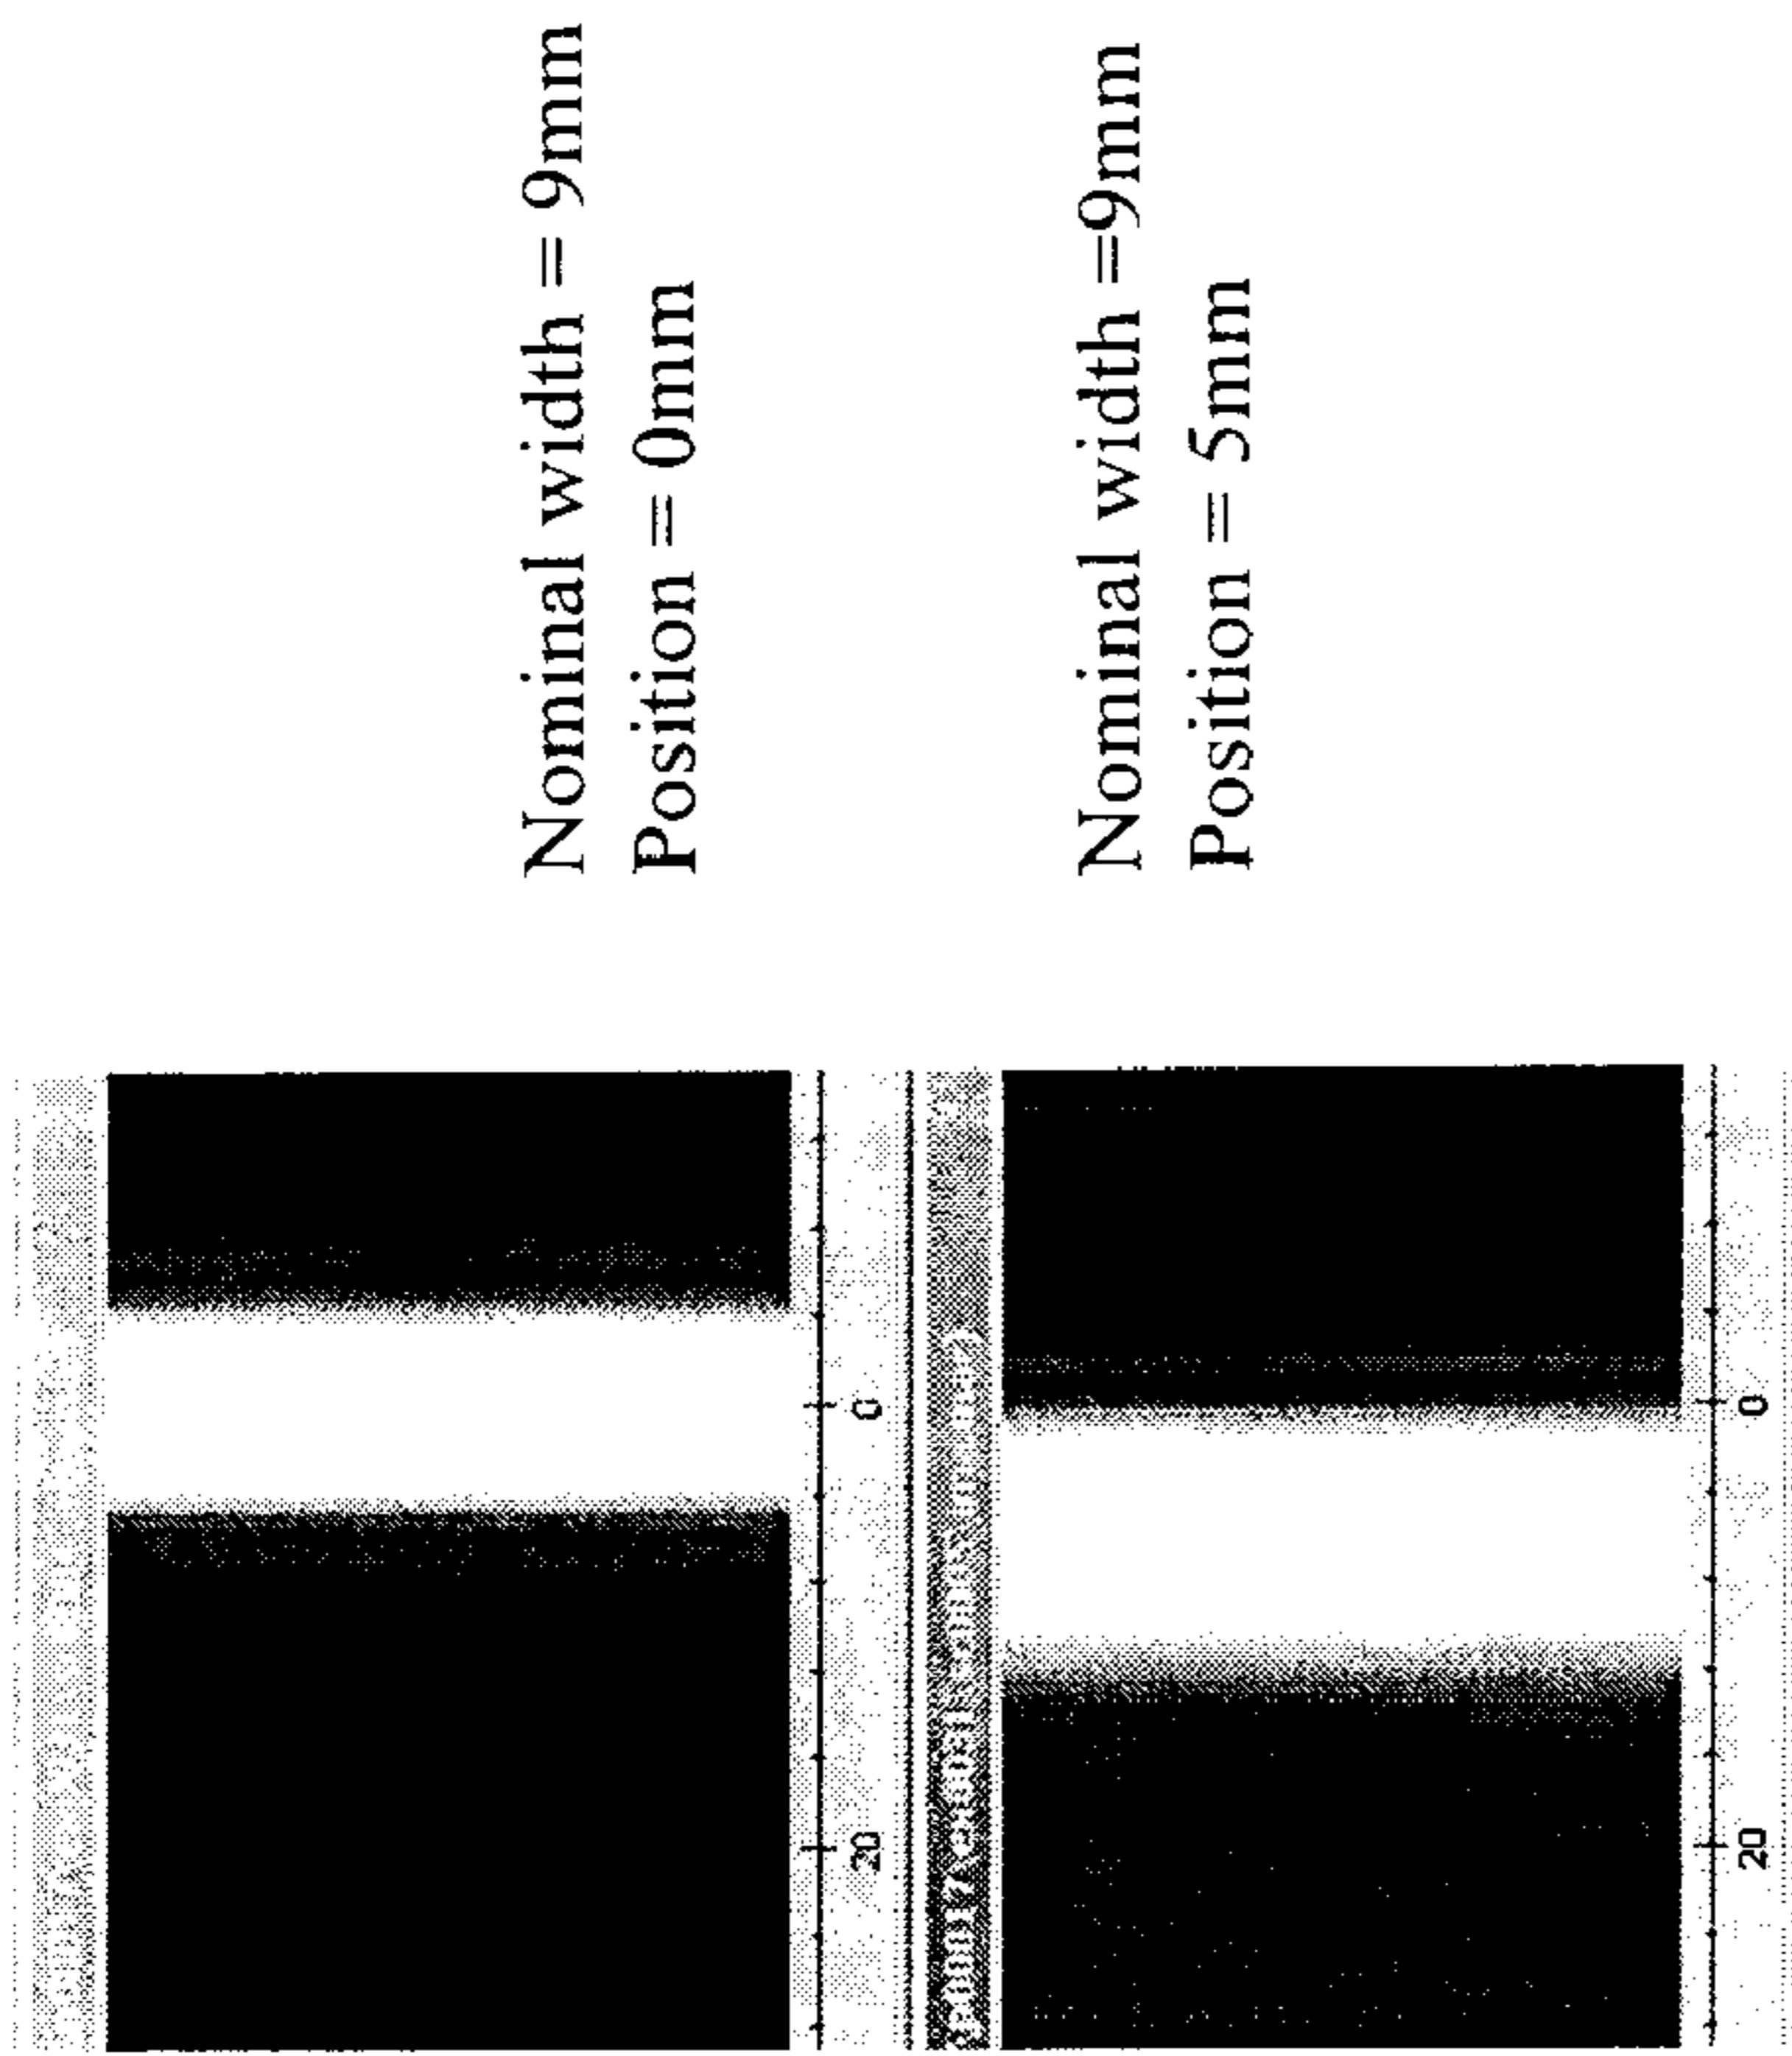 Nominal width = 9mm
Position = 0mm
20
0
Nominal width =9mm
Position = 5mm
20
0